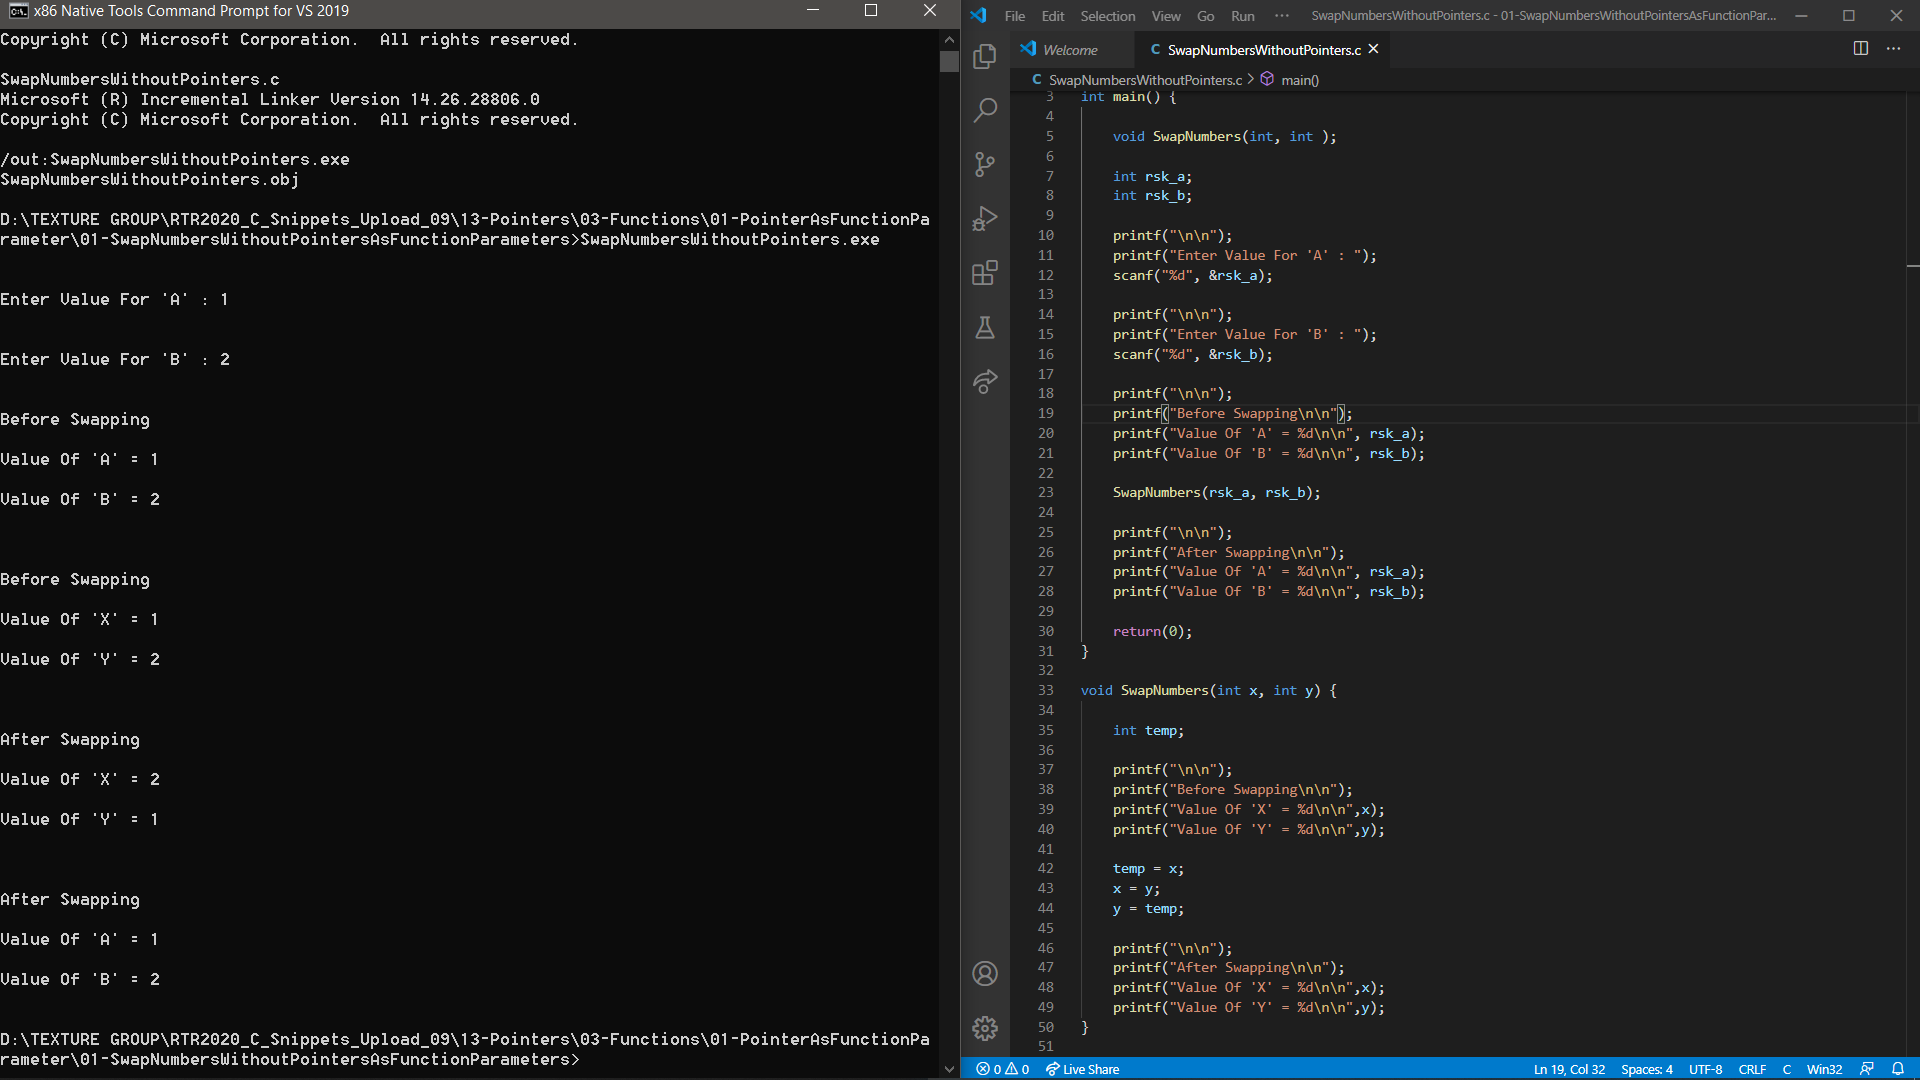 x86 Native Tools Command Prompt for VS 2019
Copyright (C) Microsoft Corporation.  All rights reserved.
SwapNumbersWithoutPointers.c
Microsoft (R) Incremental Linker Version 14.26.28806.0
Copyright (C) Microsoft Corporation.  All rights reserved.
/out:SwapNumbersWithoutPointers.exe
SwapNumbersWithoutPointers.obj
D:\TEXTURE GROUP\RTR2020_C_Snippets_Upload_09\13-Pointers\03-Functions\01-PointerAsFunctionPa
rameter\01-SwapNumbersWithoutPointersAsFunctionParameters>SwapNumbersWithoutPointers.exe
Enter Value For 'A' : 1
Enter Value For 'B' : 2
Before Swapping
Value Of 'A' = 1
Value Of 'B' = 2
Before Swapping
Value Of 'X' = 1
Value Of 'Y' = 2
After Swapping
Value Of 'X' = 2
Value Of 'Y' = 1
After Swapping
Value Of 'A' = 1
Value Of 'B' = 2
D:\TEXTURE GROUP\RTR2020_C_Snippets_Upload_09\13-Pointers\03-Functions\01-PointerAsFunctionPa
rameter\01-SwapNumbersWithoutPointersAsFunctionParameters>
File Edit Selection View Go Run ··· SwapNumbersWithoutPointers.c - 01-SwapNumbersWithoutPointersAsFunctionPar...
Welcome C SwapNumbersWithoutPointers.c
C SwapNumbersWithoutPointers.c > main()
3 int main() {
4
5     void SwapNumbers(int, int );
6
7     int rsk_a;
8     int rsk_b;
9
10     printf("\n\n");
11     printf("Enter Value For 'A' : ");
12     scanf("%d", &rsk_a);
13
14     printf("\n\n");
15     printf("Enter Value For 'B' : ");
16     scanf("%d", &rsk_b);
17
18     printf("\n\n");
19     printf("Before Swapping\n\n");
20     printf("Value Of 'A' = %d\n\n", rsk_a);
21     printf("Value Of 'B' = %d\n\n", rsk_b);
22
23     SwapNumbers(rsk_a, rsk_b);
24
25     printf("\n\n");
26     printf("After Swapping\n\n");
27     printf("Value Of 'A' = %d\n\n", rsk_a);
28     printf("Value Of 'B' = %d\n\n", rsk_b);
29
30     return(0);
31 }
32
33 void SwapNumbers(int x, int y) {
34
35     int temp;
36
37     printf("\n\n");
38     printf("Before Swapping\n\n");
39     printf("Value Of 'X' = %d\n\n",x);
40     printf("Value Of 'Y' = %d\n\n",y);
41
42     temp = x;
43     x = y;
44     y = temp;
45
46     printf("\n\n");
47     printf("After Swapping\n\n");
48     printf("Value Of 'X' = %d\n\n",x);
49     printf("Value Of 'Y' = %d\n\n",y);
50 }
51
0 0 Live Share Ln 19, Col 32 Spaces: 4 UTF-8 CRLF C Win32